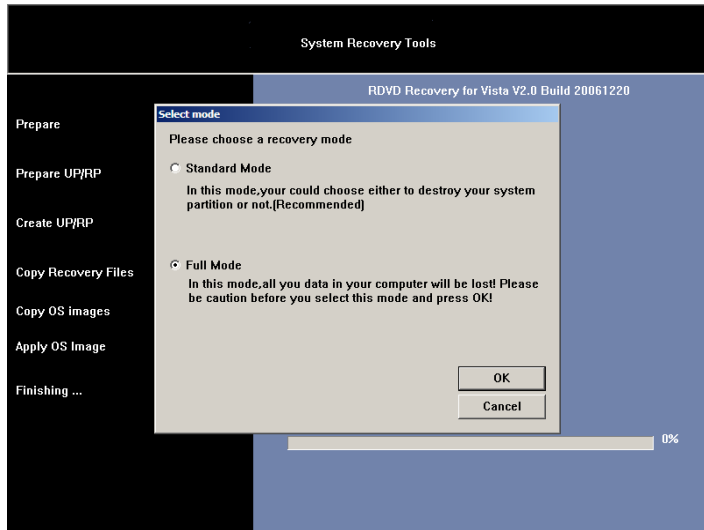 System Recovery Tools
RDVD Recovery for Vista V2.0 Build 20061220
Prepare
Prepare UP/RP
Create UP/RP
Copy Recovery Files
Copy OS images
Apply OS Image
Finishing ...
Select mode
Please choose a recovery mode
Standard Mode
In this mode,your could choose either to destroy your system
partition or not.(Recommended)
Full Mode
In this mode,all you data in your computer will be lost! Please
be caution before you select this mode and press OK!
OK
Cancel
0%